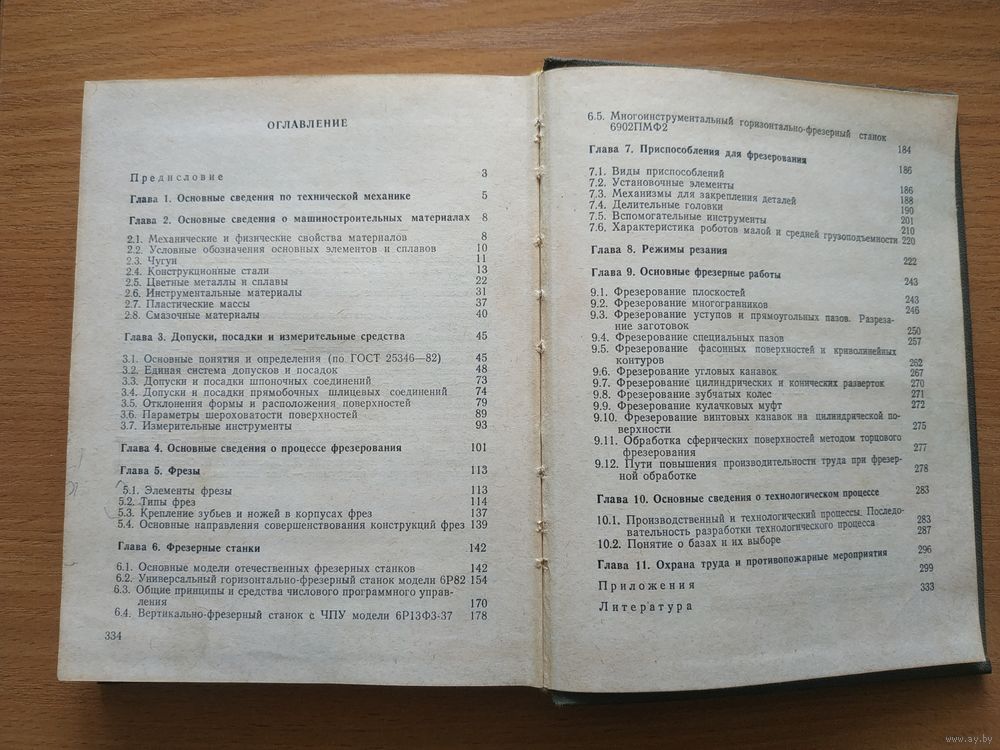 ОГЛАВЛЕНИЕ
Предисловие 3
Глава 1. Основные сведения по технической механике 5
Глава 2. Основные сведения о машиностроительных материалах 8
2.1. Механические и физические свойства материалов 8
2.2. Условные обозначения основных элементов и сплавов 10
2.3. Чугун 11
2.4. Конструкционные стали 13
2.5. Цветные металлы и сплавы 22
2.6. Инструментальные материалы 31
2.7. Пластические массы 37
2.8. Смазочные материалы 40
Глава 3. Допуски, посадки и измерительные средства 45
3.1. Основные понятия и определения (по ГОСТ 25346—82) 45
3.2. Единая система допусков и посадок 48
3.3. Допуски и посадки шпоночных соединений 73
3.4. Допуски и посадки прямобочных шлицевых соединений 74
3.5. Отклонения формы и расположения поверхностей 79
3.6. Параметры шероховатости поверхностей 89
3.7. Измерительные инструменты 93
Глава 4. Основные сведения о процессе фрезерования 101
Глава 5. Фрезы 113
5.1. Элементы фрезы 113
5.2. Типы фрез 114
5.3. Крепление зубьев и ножей в корпусах фрез 137
5.4. Основные направления совершенствования конструкций фрез 139
Глава 6. Фрезерные станки 142
6.1. Основные модели отечественных фрезерных станков 142
6.2. Универсальный горизонтально-фрезерный станок модели 6Р82 154
6.3. Общие принципы и средства числового программного управ-
ления 170
6.4. Вертикально-фрезерный станок с ЧПУ модели 6Р13Ф3-37 178
334
6.5. Многоинструментальный горизонтально-фрезерный станок
6902ПМФ2 184
Глава 7. Приспособления для фрезерования 186
7.1. Виды приспособлений 186
7.2. Установочные элементы 188
7.3. Механизмы для закрепления деталей 190
7.4. Делительные головки 201
7.5. Вспомогательные инструменты 210
7.6. Характеристика роботов малой и средней грузоподъемности 220
Глава 8. Режимы резания 222
Глава 9. Основные фрезерные работы 243
9.1. Фрезерование плоскостей 243
9.2. Фрезерование многогранников 246
9.3. Фрезерование уступов и прямоугольных пазов. Разреза-
ние заготовок 250
9.4. Фрезерование специальных пазов 257
9.5. Фрезерование фасонных поверхностей и криволинейных
контуров 262
9.6. Фрезерование угловых канавок 267
9.7. Фрезерование цилиндрических и конических разверток 270
9.8. Фрезерование зубчатых колес 271
9.9. Фрезерование кулачковых муфт 272
9.10. Фрезерование винтовых канавок на цилиндрической по-
верхности 275
9.11. Обработка сферических поверхностей методом торцового
фрезерования 277
9.12. Пути повышения производительности труда при фрезер-
ной обработке 278
Глава 10. Основные сведения о технологическом процессе 283
10.1. Производственный и технологический процессы. Последо-
вательность разработки технологического процесса 283
10.2. Понятие о базах и их выборе 287
Глава 11. Охрана труда и противопожарные мероприятия 296
Приложения 299
Литература 333
www.ay.by